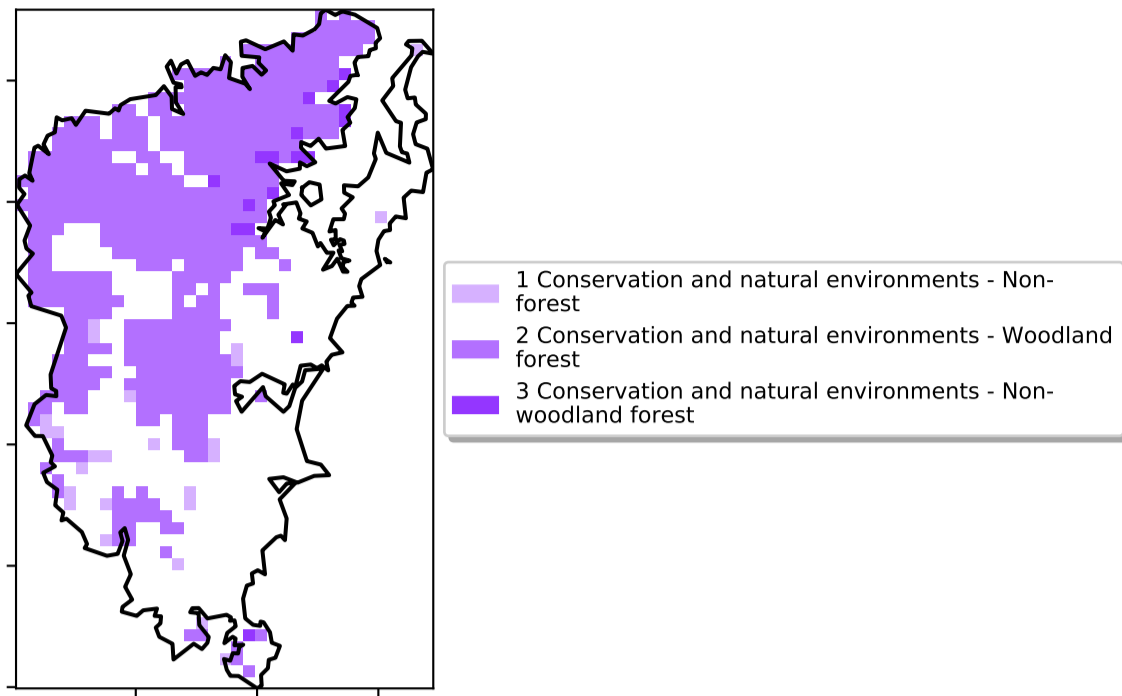 1 Conservation and natural environments - Non-
forest
2 Conservation and natural environments - Woodland
forest
3 Conservation and natural environments - Non-
woodland forest